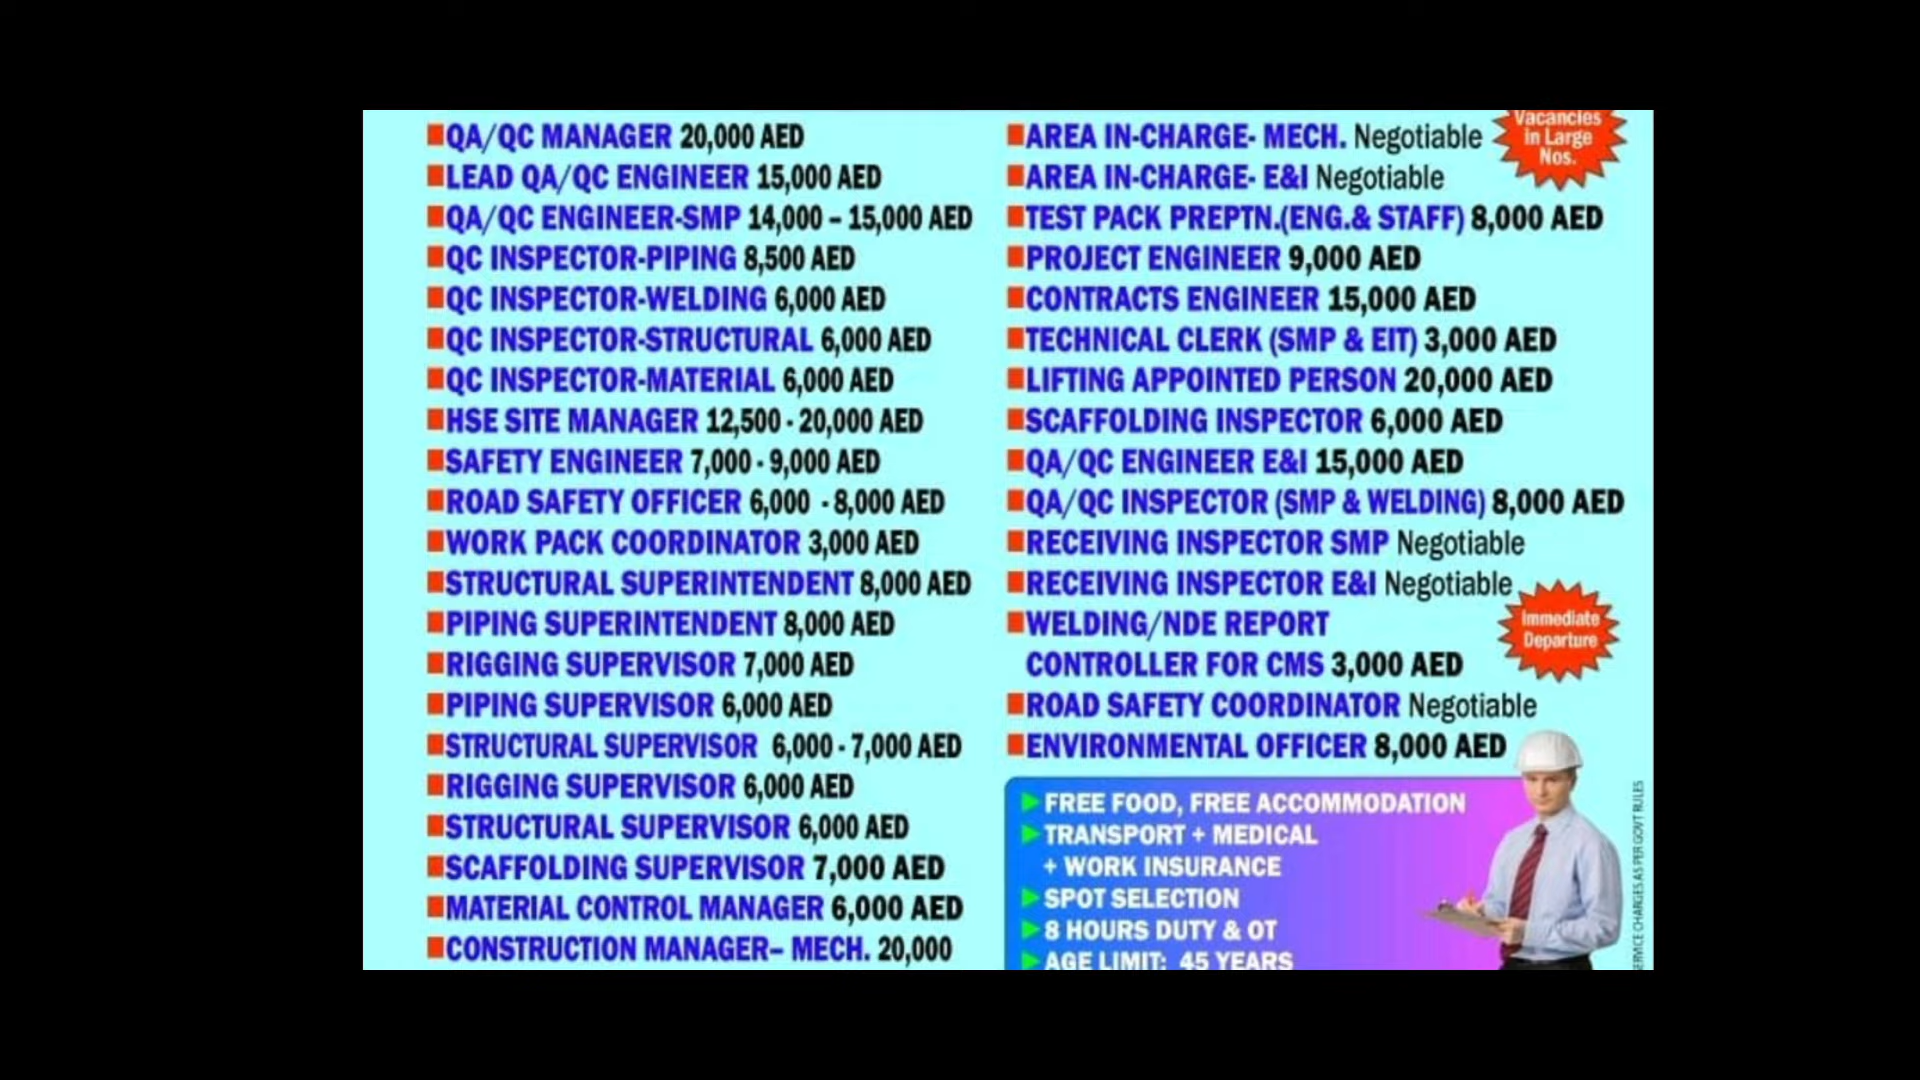 QA/QC MANAGER 20,000 AED
LEAD QA/QC ENGINEER 15,000 AED
QA/QC ENGINEER-SMP 14,000 – 15,000 AED
QC INSPECTOR-PIPING 8,500 AED
QC INSPECTOR-WELDING 6,000 AED
QC INSPECTOR-STRUCTURAL 6,000 AED
QC INSPECTOR-MATERIAL 6,000 AED
HSE SITE MANAGER 12,500 - 20,000 AED
SAFETY ENGINEER 7,000 - 9,000 AED
ROAD SAFETY OFFICER 6,000 - 8,000 AED
WORK PACK COORDINATOR 3,000 AED
STRUCTURAL SUPERINTENDENT 8,000 AED
PIPING SUPERINTENDENT 8,000 AED
RIGGING SUPERVISOR 7,000 AED
PIPING SUPERVISOR 6,000 AED
STRUCTURAL SUPERVISOR 6,000 - 7,000 AED
RIGGING SUPERVISOR 6,000 AED
STRUCTURAL SUPERVISOR 6,000 AED
SCAFFOLDING SUPERVISOR 7,000 AED
MATERIAL CONTROL MANAGER 6,000 AED
CONSTRUCTION MANAGER– MECH. 20,000
AREA IN-CHARGE- MECH. Negotiable
AREA IN-CHARGE- E&I Negotiable
TEST PACK PREPTN.(ENG.& STAFF) 8,000 AED
PROJECT ENGINEER 9,000 AED
CONTRACTS ENGINEER 15,000 AED
TECHNICAL CLERK (SMP & EIT) 3,000 AED
LIFTING APPOINTED PERSON 20,000 AED
SCAFFOLDING INSPECTOR 6,000 AED
QA/QC ENGINEER E&I 15,000 AED
QA/QC INSPECTOR (SMP & WELDING) 8,000 AED
RECEIVING INSPECTOR SMP Negotiable
RECEIVING INSPECTOR E&I Negotiable
WELDING/NDE REPORT
CONTROLLER FOR CMS 3,000 AED
ROAD SAFETY COORDINATOR Negotiable
ENVIRONMENTAL OFFICER 8,000 AED
Vacancies
in Large
Nos.
Immediate
Departure
FREE FOOD, FREE ACCOMMODATION
TRANSPORT + MEDICAL
+ WORK INSURANCE
SPOT SELECTION
8 HOURS DUTY & OT
AGE LIMIT: 45 YEARS
CHARGES AS PER GOVT RULES